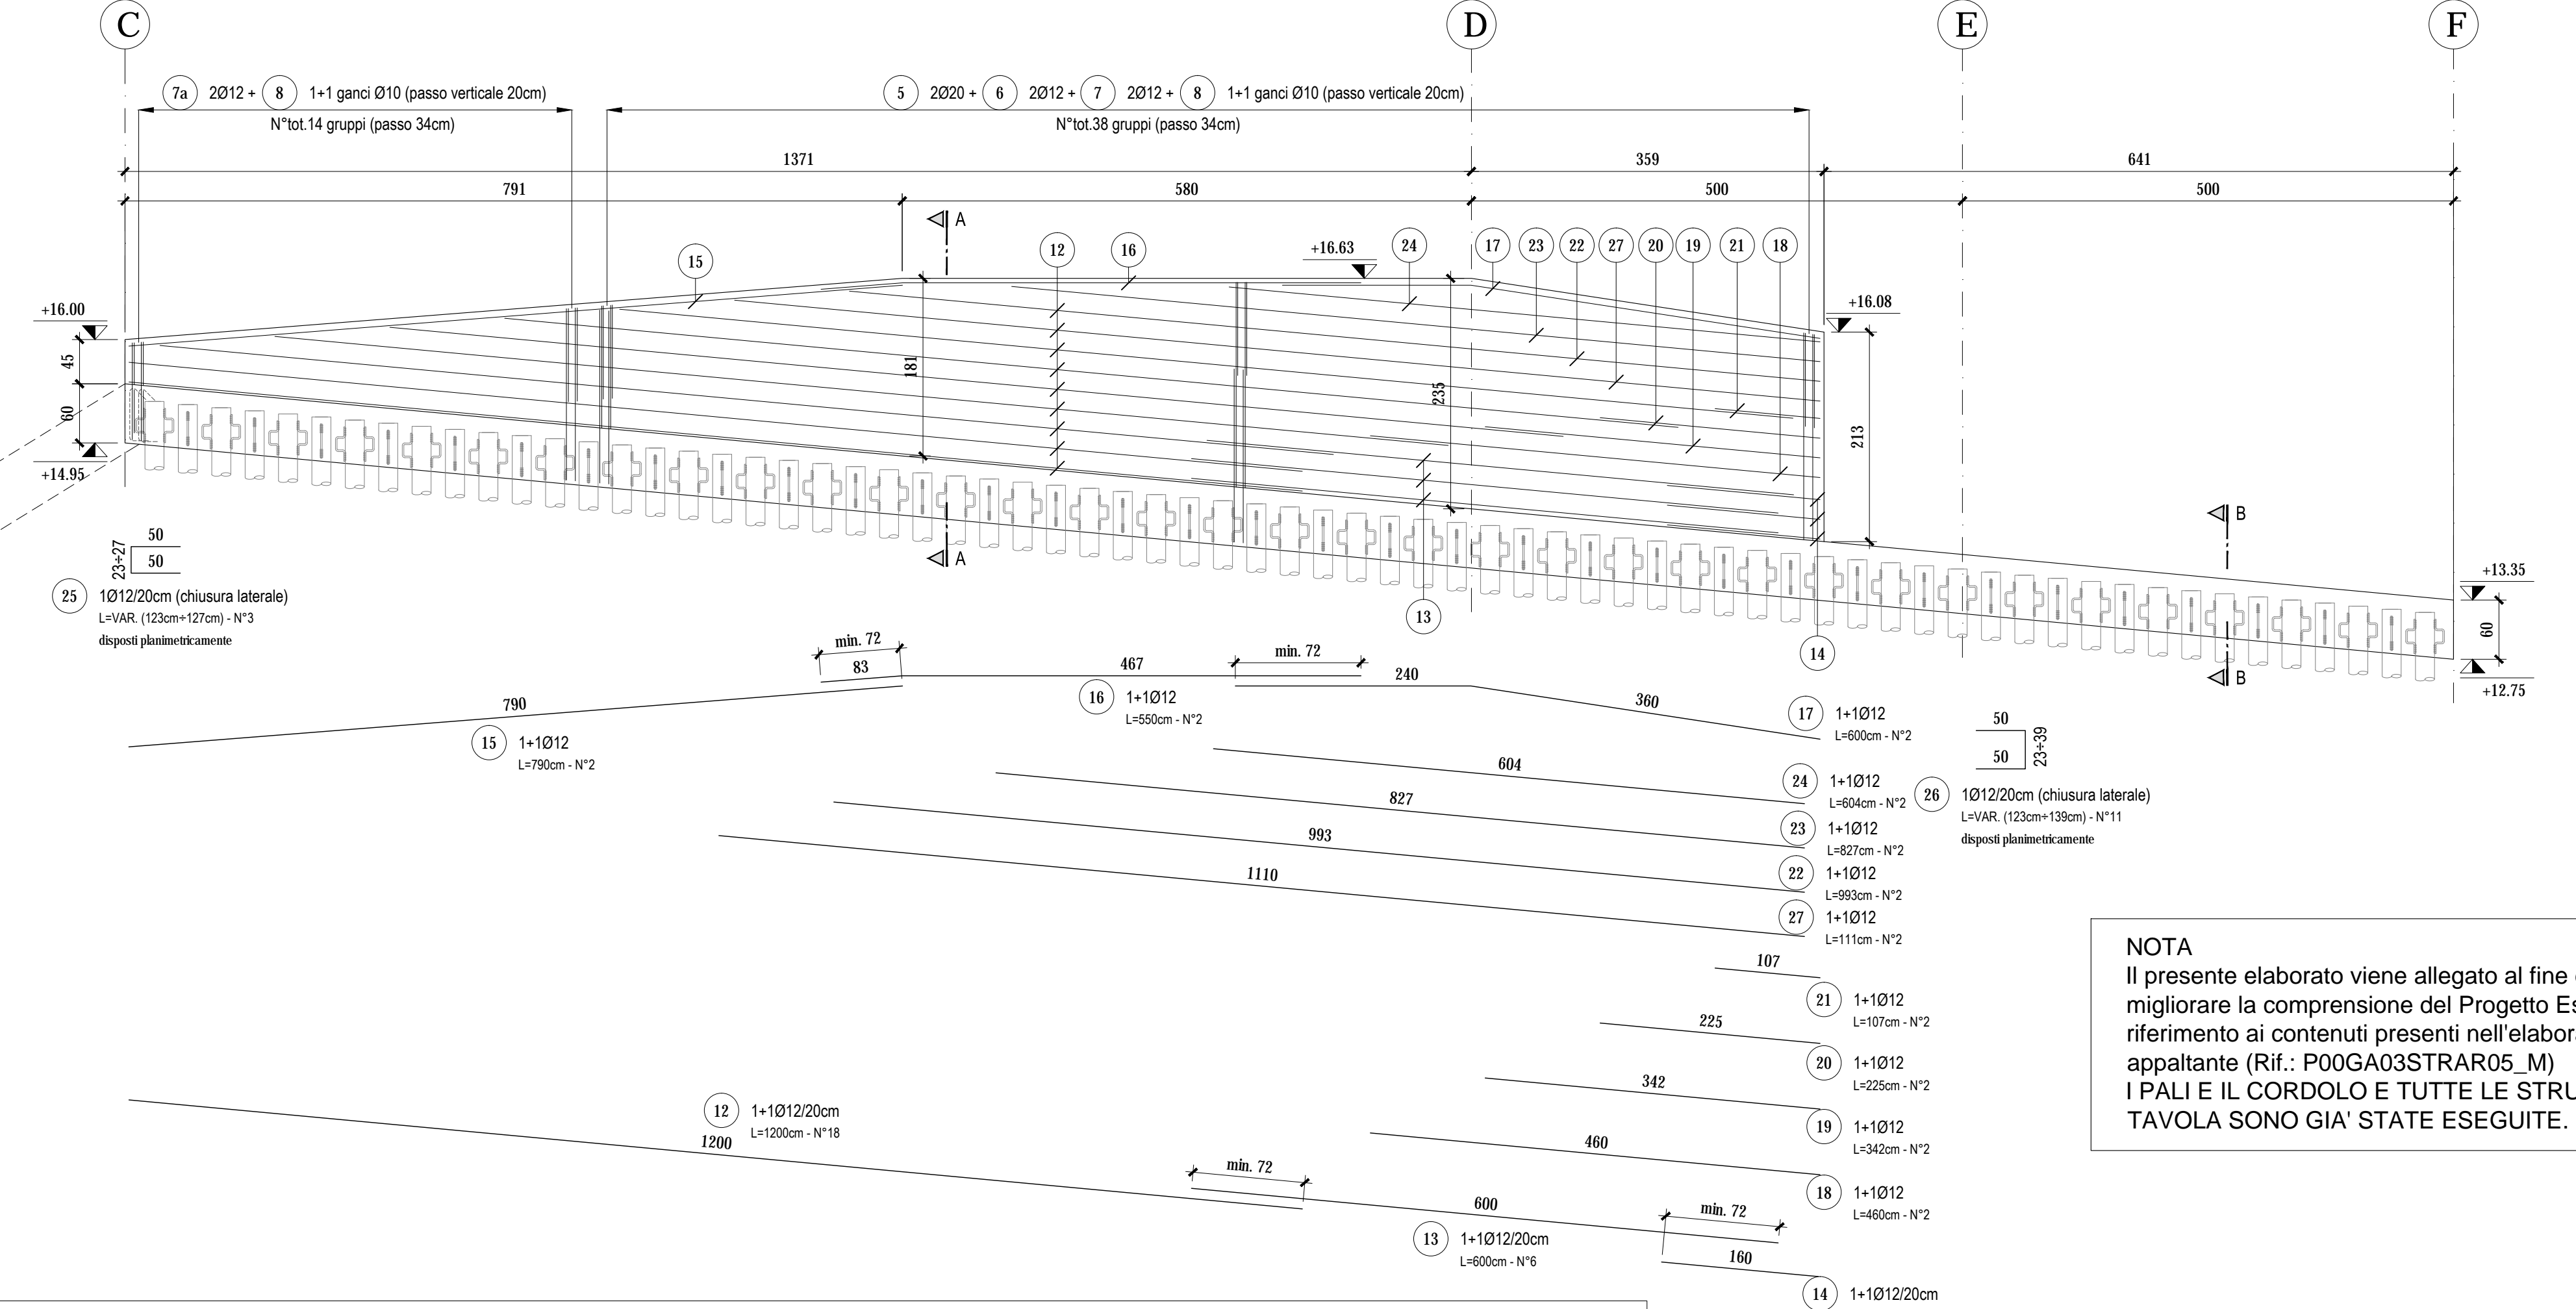 C
D
E
F
7a 2Ø12 + 8 1+1 ganci Ø10 (passo verticale 20cm)
N°tot.14 gruppi (passo 34cm)
5 2Ø20 + 6 2Ø12 + 7 2Ø12 + 8 1+1 ganci Ø10 (passo verticale 20cm)
N°tot.38 gruppi (passo 34cm)
1371
359
641
791
580
500
500
A
15
12
16
+16.63
24
17
23
22
27
20
19
21
18
+16.00
+16.08
45
60
181
235
213
+14.95
A
B
13
14
+13.35
60
+12.75
B
50
23÷27
50
25 1Ø12/20cm (chiusura laterale)
L=VAR. (123cm÷127cm) - N°3
disposti planimetricamente
min. 72
83
467
min. 72
240
360
790
16 1+1Ø12
L=550cm - N°2
15 1+1Ø12
L=790cm - N°2
17 1+1Ø12
L=600cm - N°2
50
23÷39
50
26 1Ø12/20cm (chiusura laterale)
L=VAR. (123cm÷139cm) - N°11
disposti planimetricamente
604
24 1+1Ø12
L=604cm - N°2
827
23 1+1Ø12
L=827cm - N°2
993
22 1+1Ø12
L=993cm - N°2
1110
27 1+1Ø12
L=111cm - N°2
107
21 1+1Ø12
L=107cm - N°2
225
20 1+1Ø12
L=225cm - N°2
342
19 1+1Ø12
L=342cm - N°2
460
18 1+1Ø12
L=460cm - N°2
12 1+1Ø12/20cm
L=1200cm - N°18
1200
min. 72
600
13 1+1Ø12/20cm
L=600cm - N°6
min. 72
160
14 1+1Ø12/20cm
NOTA
Il presente elaborato viene allegato al fine
migliorare la comprensione del Progetto Es
riferimento ai contenuti presenti nell'elabor
appaltante (Rif.: P00GA03STRAR05_M)
I PALI E IL CORDOLO E TUTTE LE STRU
TAVOLA SONO GIA' STATE ESEGUITE.